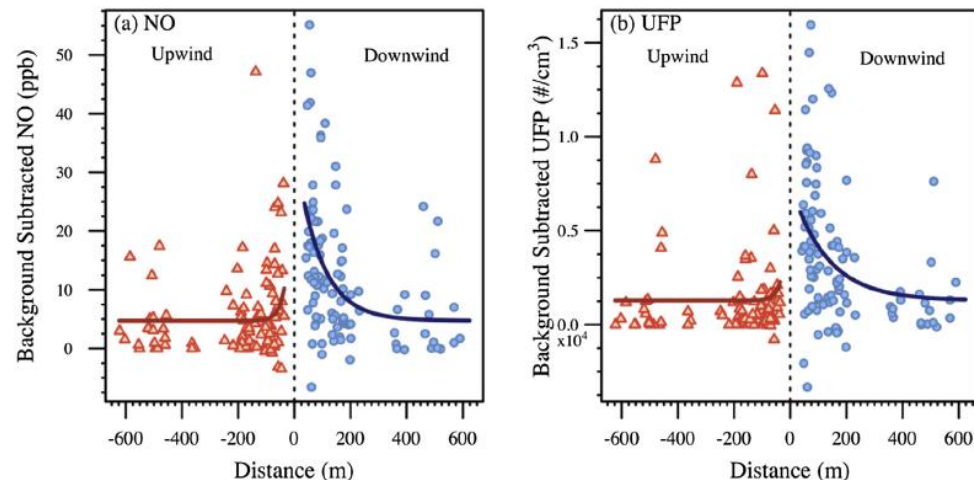 (a) NO
Upwind
Downwind
Background Subtracted NO (ppb)
50
40
30
20
10
0
-600
-400
-200
0
200
400
600
Distance (m)
(b) UFP
Upwind
Downwind
Background Subtracted UFP (#/cm³)
1.5
1.0
0.5
0.0
x10⁴
-600
-400
-200
0
200
400
600
Distance (m)